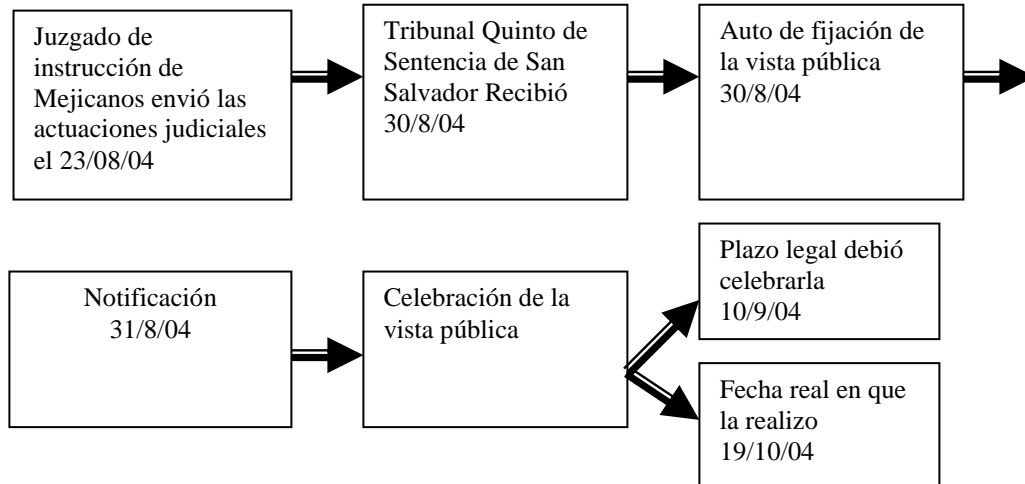 Juzgado de
instrucción de
Mejicanos envió las
actuaciones judiciales
el 23/08/04
Tribunal Quinto de
Sentencia de San
Salvador Recibió
30/8/04
Auto de fijación de
la vista pública
30/8/04
Notificación
31/8/04
Celebración de la
vista pública
Plazo legal debió
celebrarla
10/9/04
Fecha real en que
la realizo
19/10/04